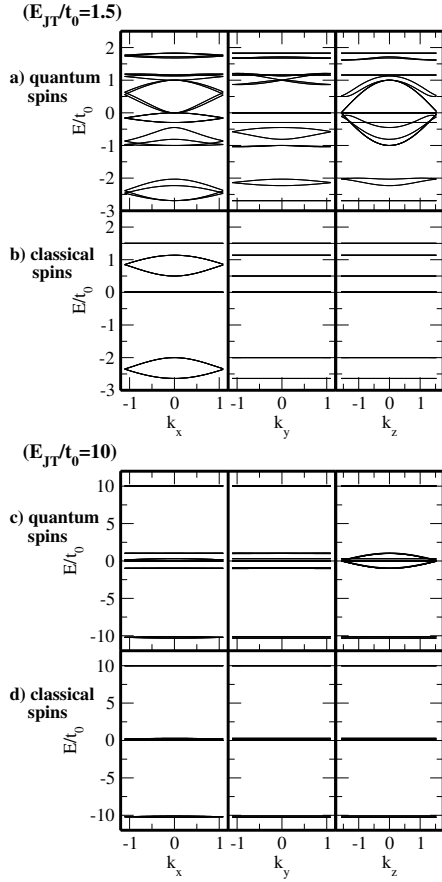 (E_JT/t_0=1.5)
a) quantum
spins
E/t_0
2
1
0
-1
-2
-3
b) classical
spins
E/t_0
2
1
0
-1
-2
-3
-1 0 1 -1 0 1 -1 0 1
k_x k_y k_z
(E_JT/t_0=10)
c) quantum
spins
E/t_0
10
5
0
-5
-10
d) classical
spins
E/t_0
10
5
0
-5
-10
-1 0 1 -1 0 1 -1 0 1
k_x k_y k_z